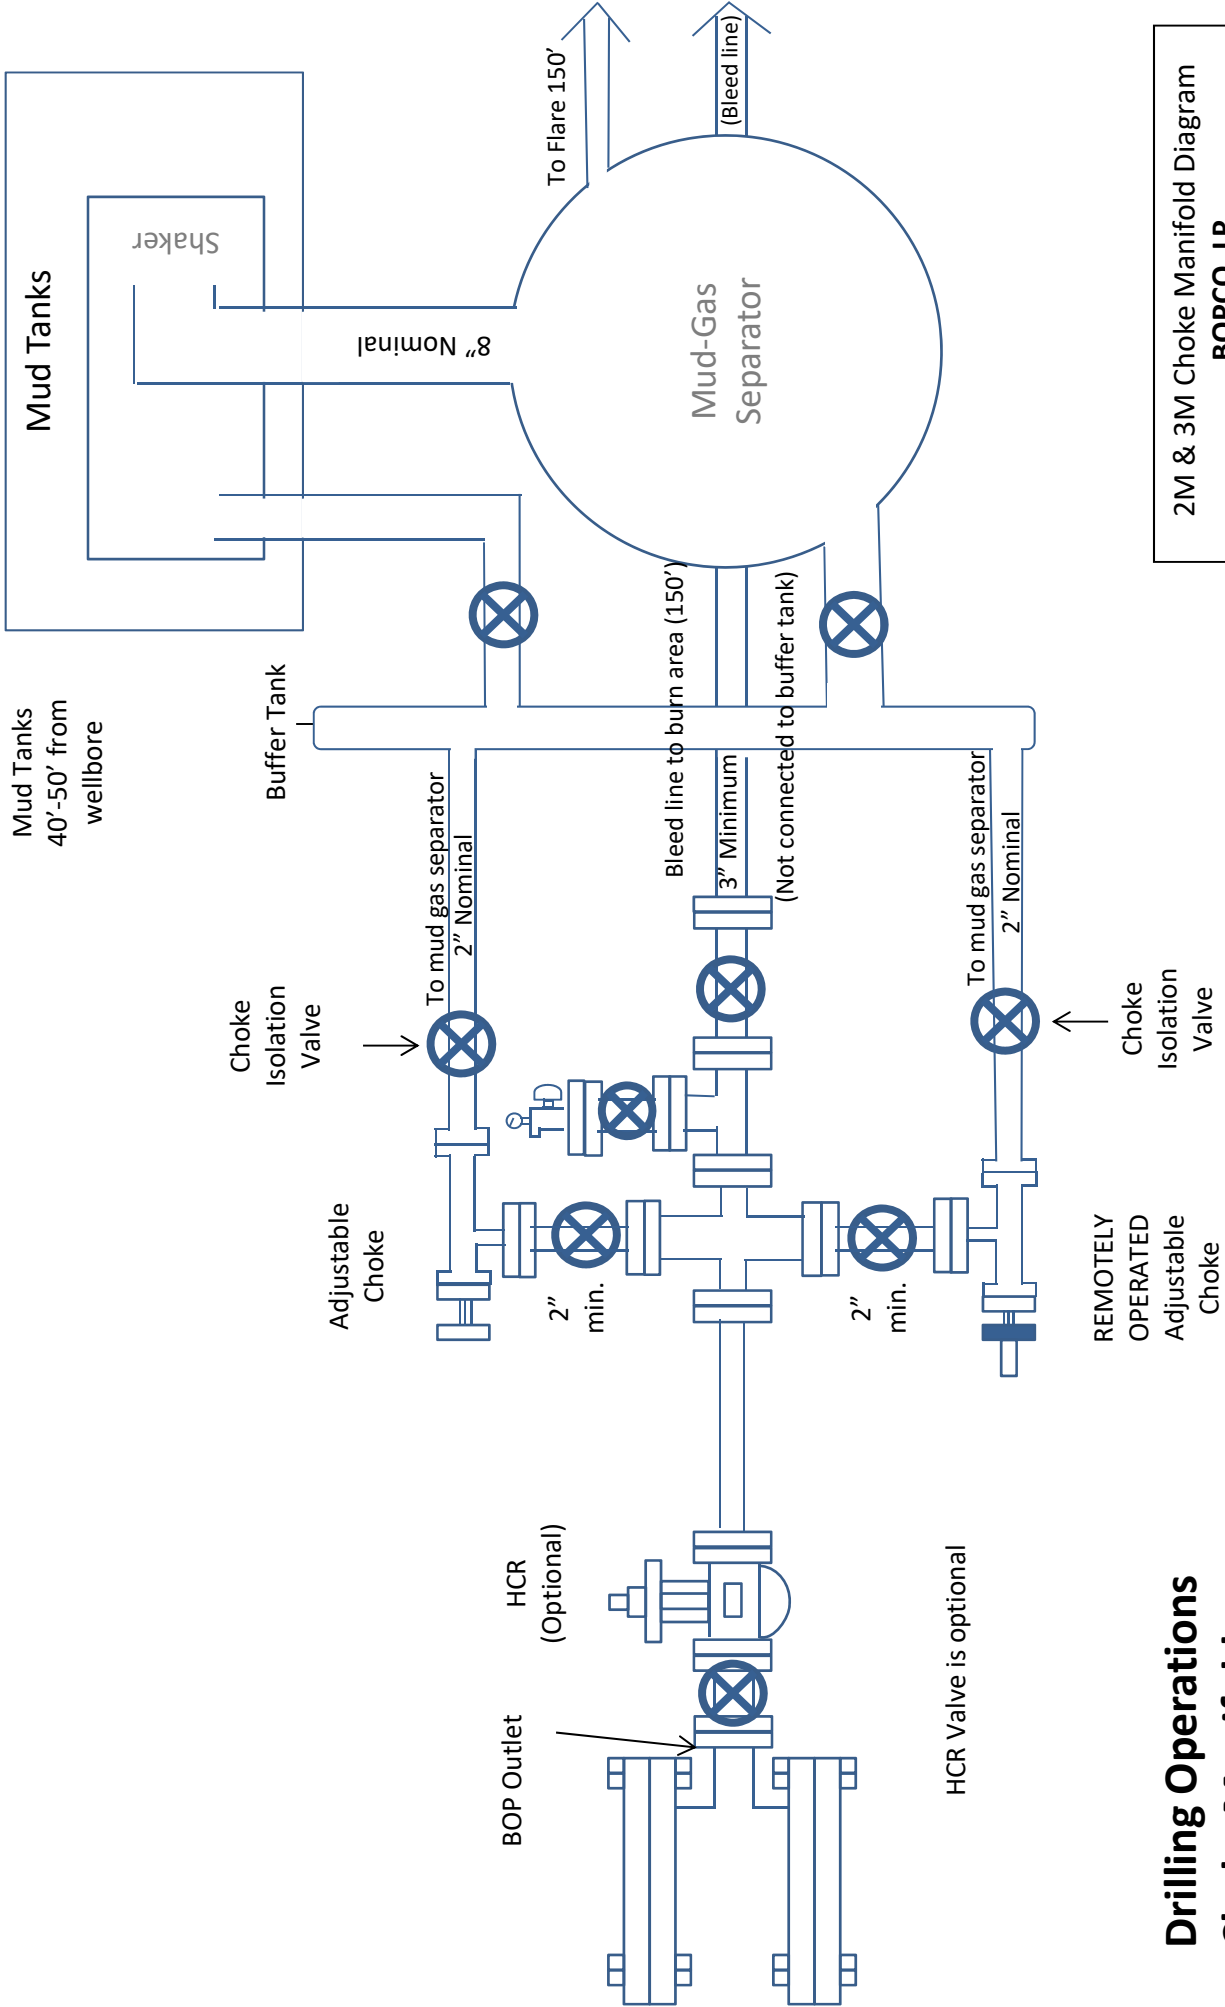 Mud Tanks
40’-50’ from
wellbore
Mud Tanks
Shaker
Buffer Tank
8” Nominal
Choke
Isolation
Valve
Adjustable
Choke
To mud gas separator
2” Nominal
To Flare 150’
HCR
(Optional)
BOP Outlet
2”
min.
Bleed line to burn area (150’)
3” Minimum
(Not connected to buffer tank)
Mud-Gas
Separator
(Bleed line)
2”
min.
HCR Valve is optional
To mud gas separator
2” Nominal
REMOTELY
OPERATED
Adjustable
Choke
Choke
Isolation
Valve
Drilling Operations
2M & 3M Choke Manifold Diagram
BOPCO, LP